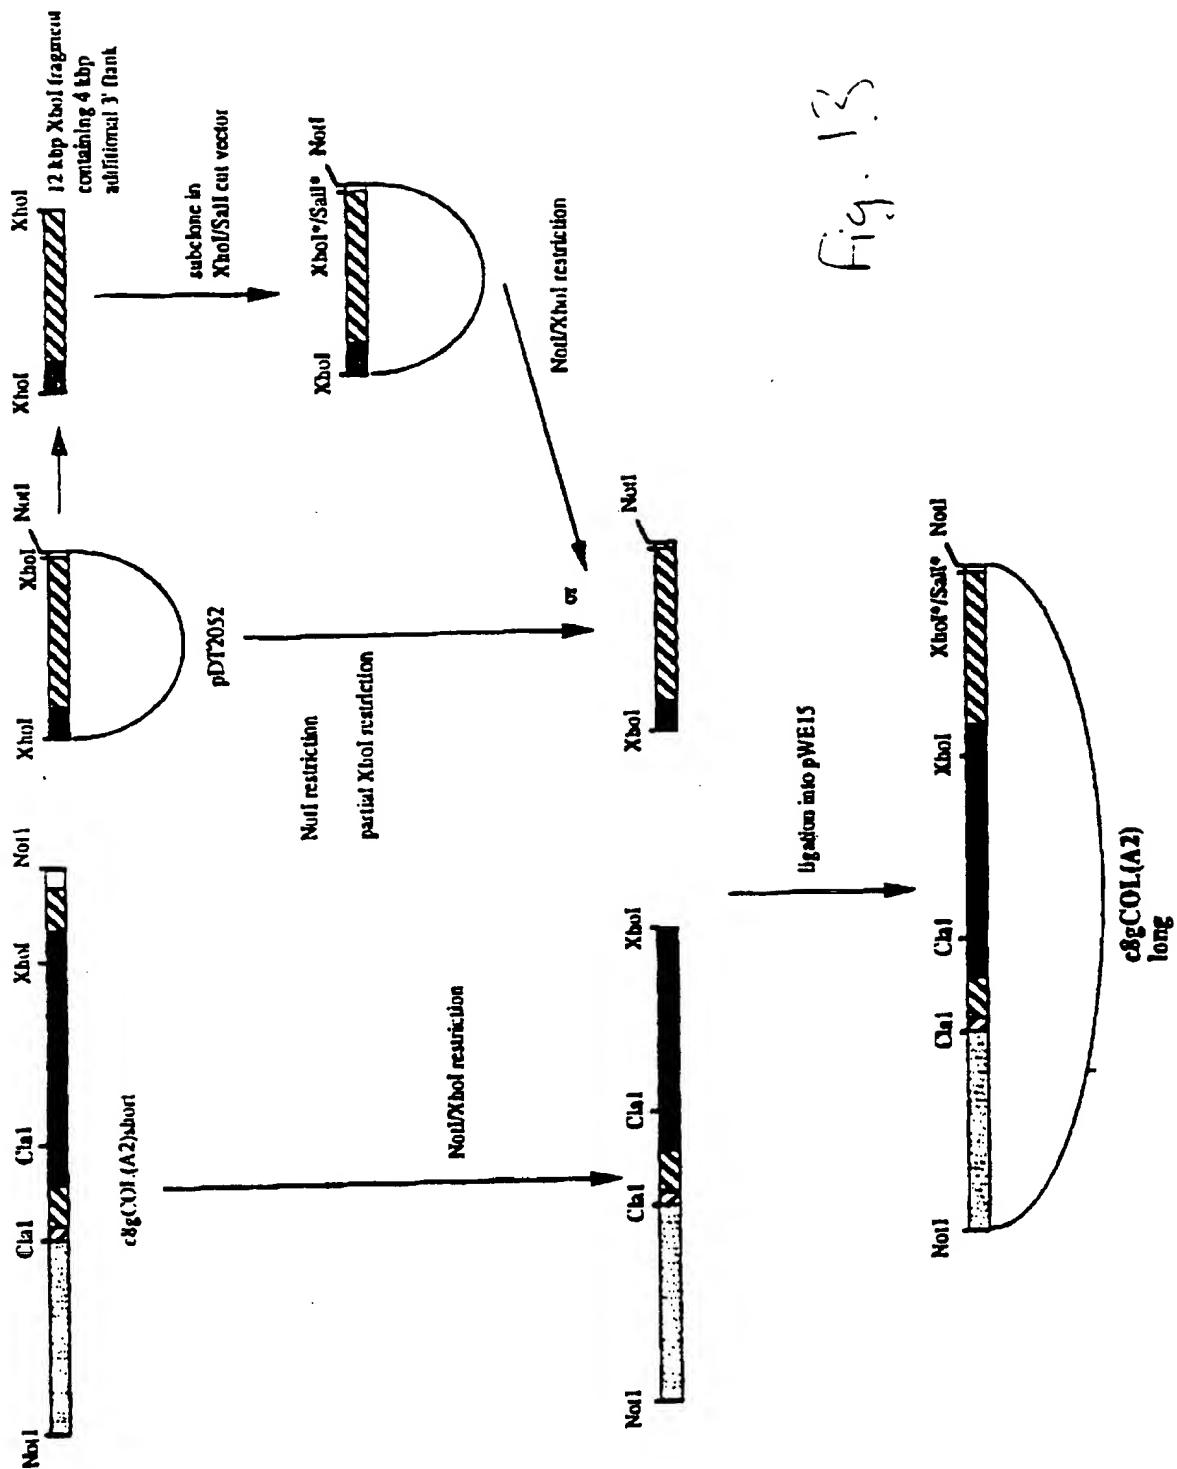 NotI
ClaI
ClaI
XhoI
NotI
c8gCOL(A2)short
NotI/XhoI restriction
XhoI
XhoI
NotI
pDT2052
NotI restriction
partial XhoI restriction
XhoI
XhoI
12 kbp XhoI fragment
containing 4 kbp
additional 3' flank
subclone in
XhoI/SalI cut vector
XhoI
XhoI*/SalI*
NotI
NotI/XhoI restriction
or
NotI
ClaI
ClaI
XhoI
XhoI
NotI
ligation into pWE15
NotI
ClaI
ClaI
XhoI
XhoI*/SalI*
NotI
c8gCOL(A2)
long
Fig. 13